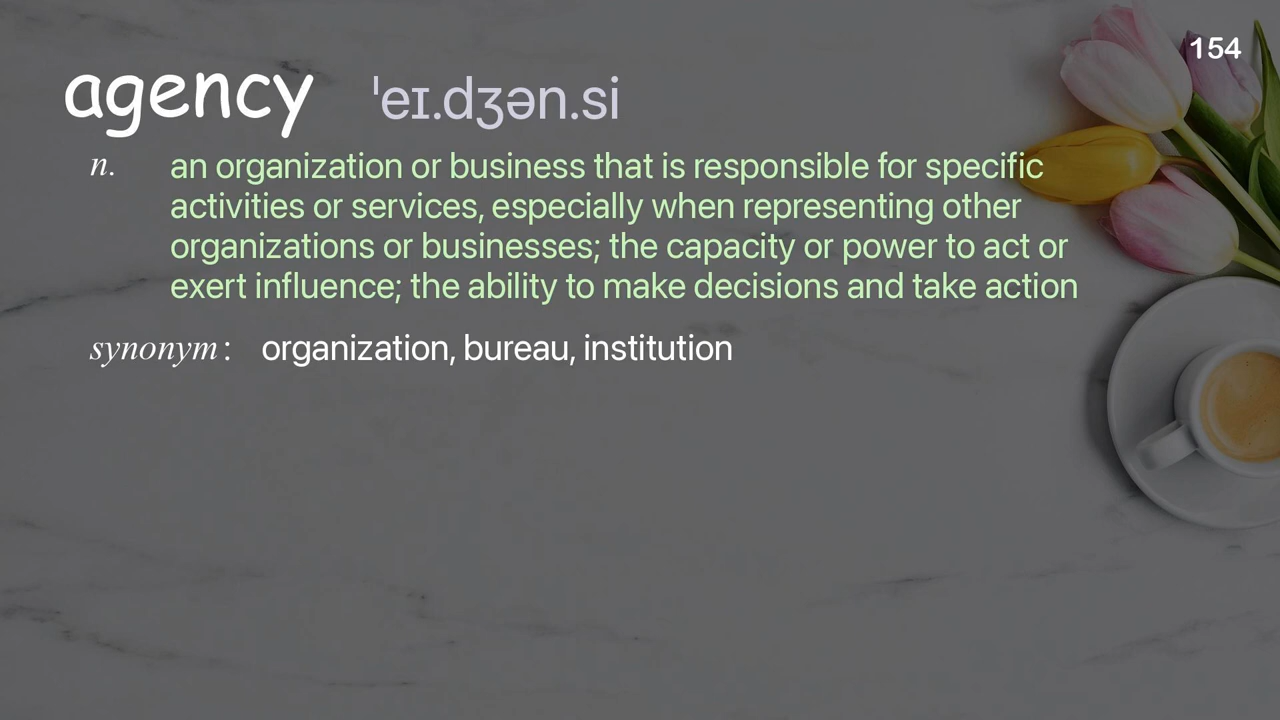 154
agency ˈeɪ.dʒən.si
n. an organization or business that is responsible for specific
activities or services, especially when representing other
organizations or businesses; the capacity or power to act or
exert influence; the ability to make decisions and take action
synonym : organization, bureau, institution